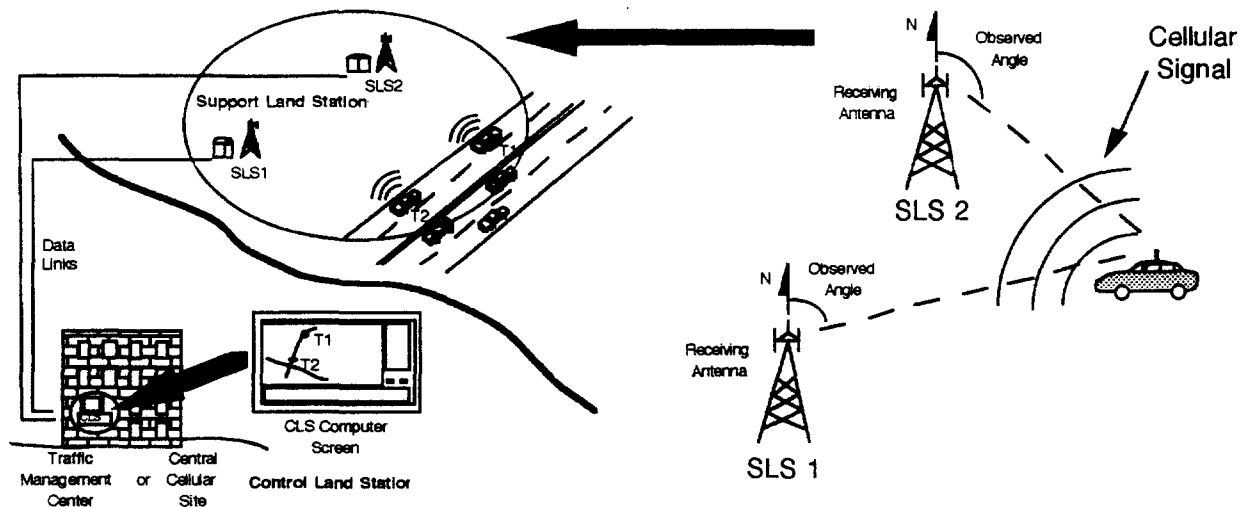 SLS2
Support Land Station
SLS1
T1
T2
Data
Links
T1
T2
CLS
CLS Computer
Screen
Traffic
Management
Center
or
Central
Cellular
Site
Control Land Station
N
Observed
Angle
Receiving
Antenna
SLS 2
Cellular
Signal
N
Observed
Angle
Receiving
Antenna
SLS 1